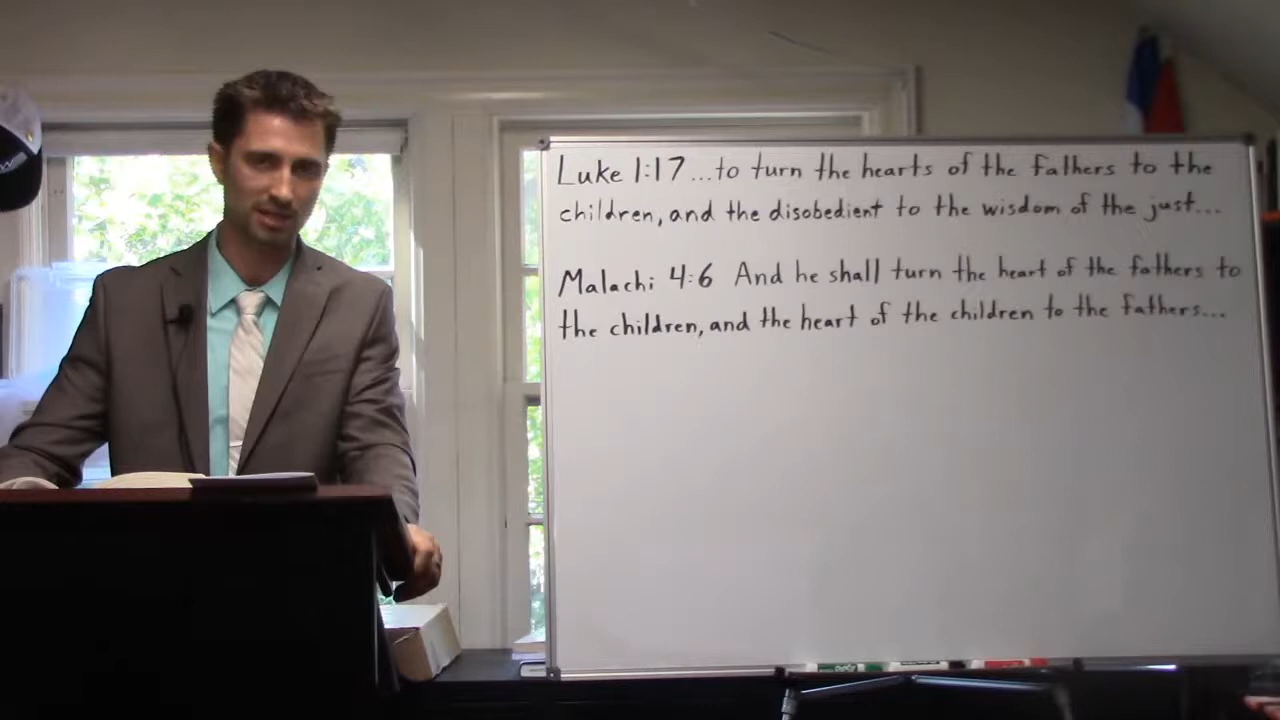 Luke 1:17 ...to turn the hearts of the fathers to the
children, and the disobedient to the wisdom of the just...
Malachi 4:6 And he shall turn the heart of the fathers to
the children, and the heart of the children to the fathers...